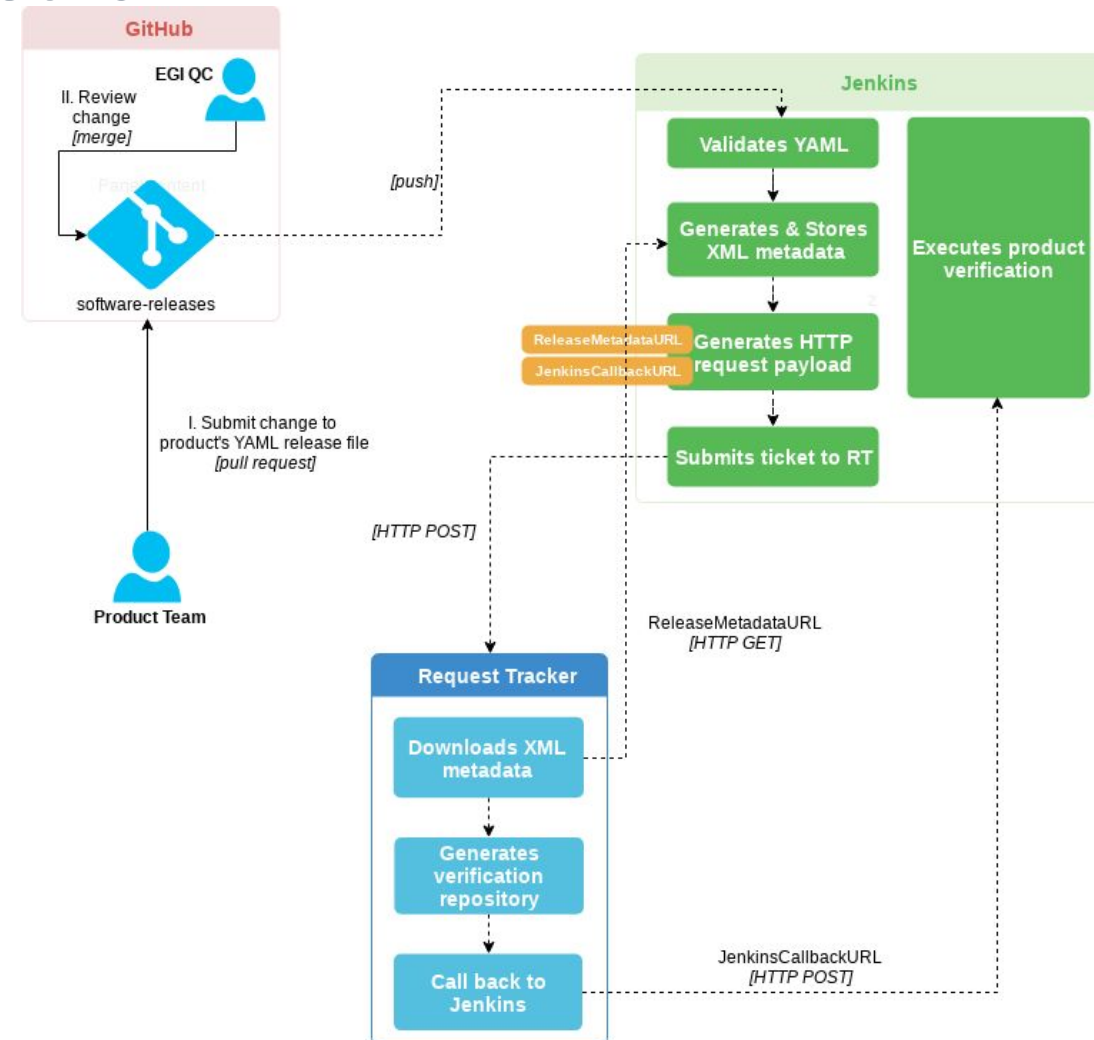 GitHub
EGI QC
II. Review
change
[merge]
software-releases
I. Submit change to
product's YAML release file
[pull request]
Product Team
[push]
Jenkins
Validates YAML
Generates & Stores
XML metadata
ReleaseMetadataURL
JenkinsCallbackURL
Generates HTTP
request payload
Submits ticket to RT
Executes product
verification
[HTTP POST]
ReleaseMetadataURL
[HTTP GET]
Request Tracker
Downloads XML
metadata
Generates
verification
repository
Call back to
Jenkins
JenkinsCallbackURL
[HTTP POST]